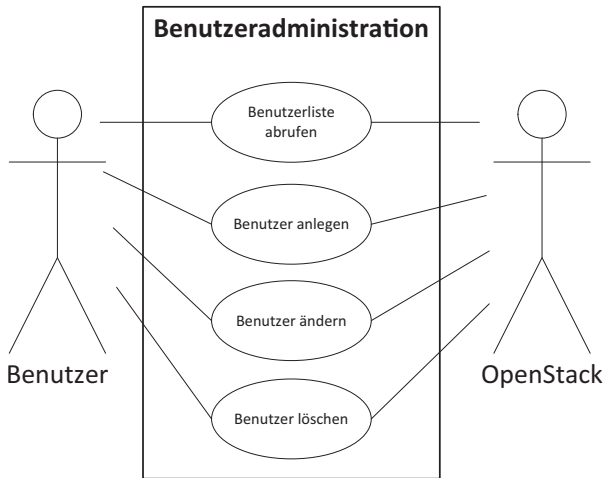 Benutzeradministration
Benutzerliste
abrufen
Benutzer anlegen
Benutzer ändern
Benutzer löschen
Benutzer
OpenStack